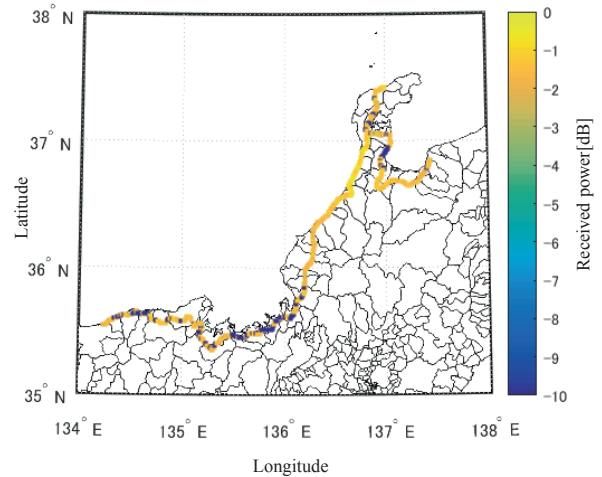 38° N
37° N
36° N
35° N
134° E
135° E
136° E
137° E
138° E
Latitude
Longitude
0
-1
-2
-3
-4
-5
-6
-7
-8
-9
-10
Received power[dB]